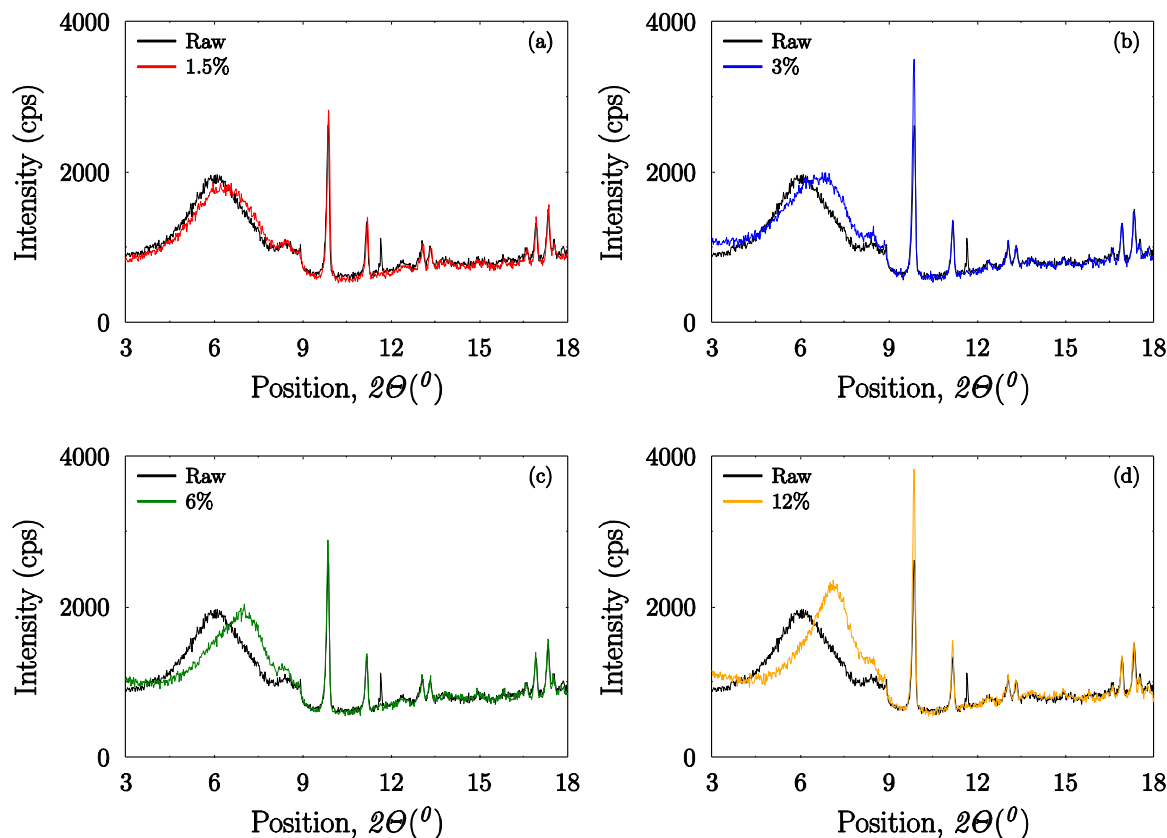 4000
Raw
1.5%
(a)
Intensity (cps)
2000
0
3 6 9 12 15 18
Position, 2Θ(⁰)
4000
Raw
3%
(b)
Intensity (cps)
2000
0
3 6 9 12 15 18
Position, 2Θ(⁰)
4000
Raw
6%
(c)
Intensity (cps)
2000
0
3 6 9 12 15 18
Position, 2Θ(⁰)
4000
Raw
12%
(d)
Intensity (cps)
2000
0
3 6 9 12 15 18
Position, 2Θ(⁰)